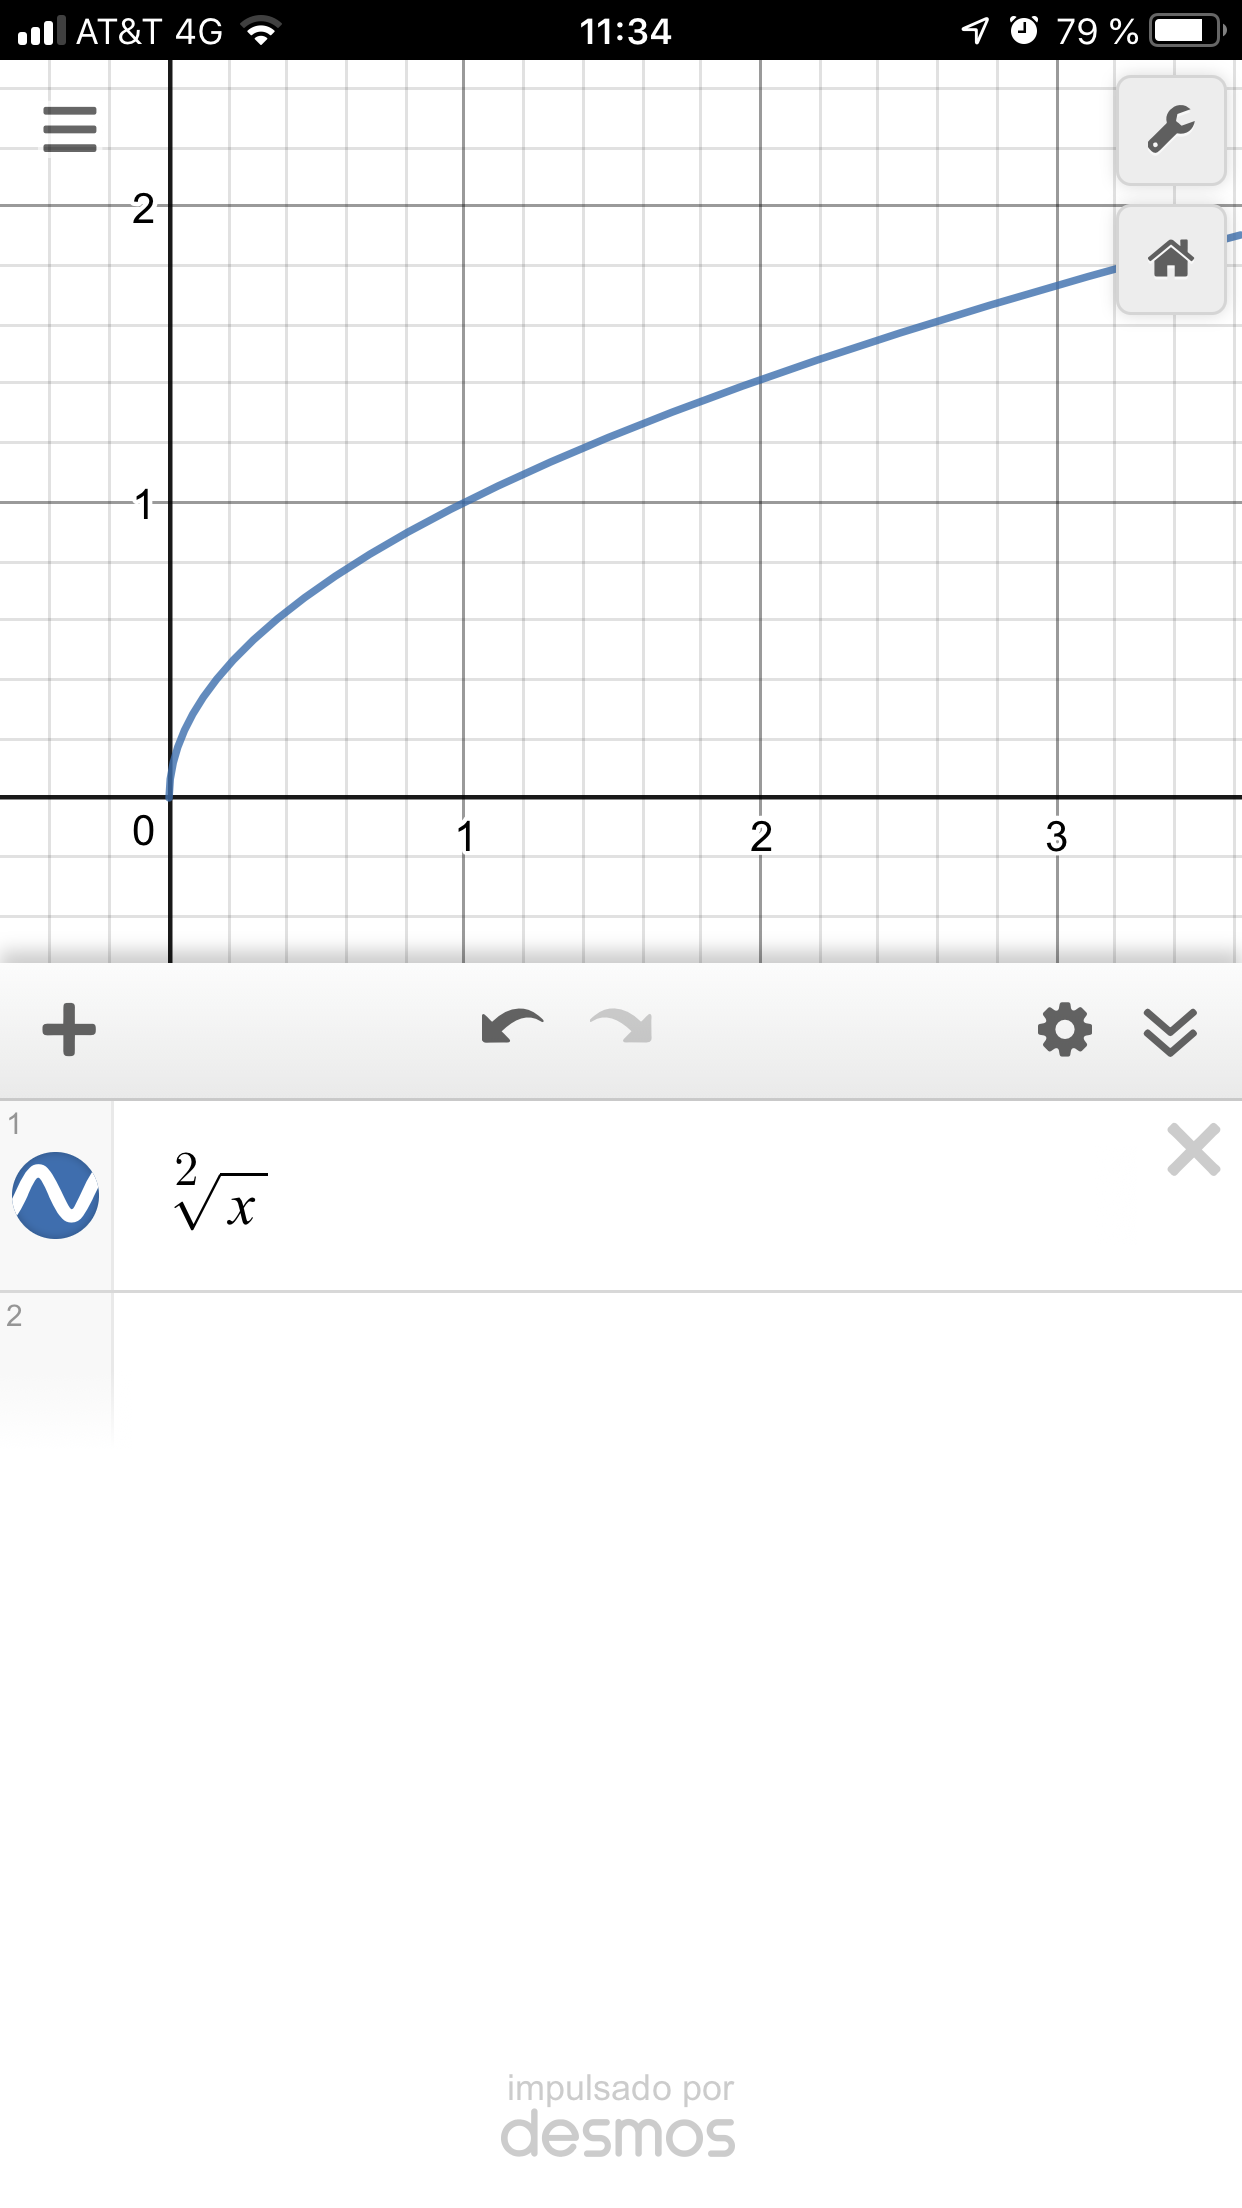 AT&T 4G 11:34 79 %
2
1
0 1 2 3
1
²√x
2
impulsado por
desmos